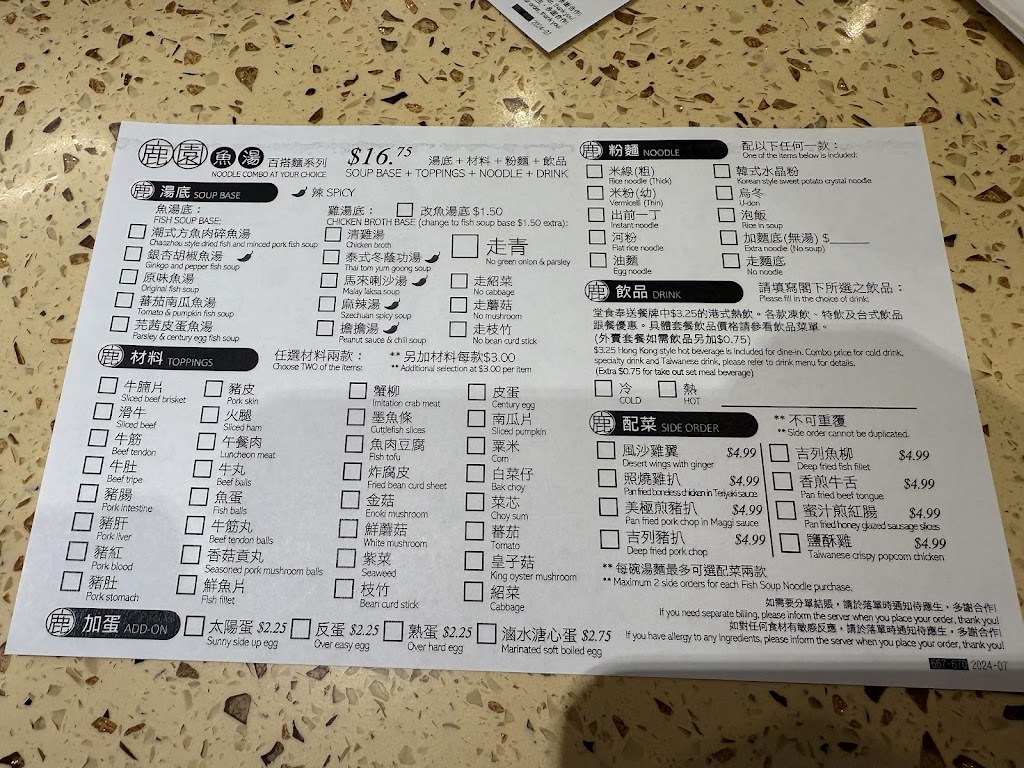 鹿園 魚湯 百搭麵系列
NOODLE COMBO AT YOUR CHOICE
$16.75
湯底+材料+粉麵+飲品
SOUP BASE + TOPPINGS + NOODLE + DRINK
鹿 湯底 SOUP BASE
辣 SPICY
魚湯底:
FISH SOUP BASE:
潮式方魚肉碎魚湯
Chaozhou style dried fish and minced pork fish soup
銀杏胡椒魚湯
Ginkgo and pepper fish soup
原味魚湯
Original fish soup
蕃茄南瓜魚湯
Tomato & pumpkin fish soup
芫茜皮蛋魚湯
Parsley & century egg fish soup
雞湯底: 改魚湯底 $1.50
CHICKEN BROTH BASE (change to fish soup base $1.50 extra):
清雞湯
Chicken broth
泰式冬蔭功湯
Thai tom yum goong soup
馬來喇沙湯
Malay laksa soup
麻辣湯
Szechuan spicy soup
擔擔湯
Peanut sauce & chili soup
走青
No green onion & parsley
走紹菜
No cabbage
走蘑菇
No mushroom
走枝竹
No bean curd stick
鹿 材料 TOPPINGS
任選材料兩款:
Choose TWO of the items:
** 另加材料每款$3.00
** Additional selection at $3.00 per item
牛腩片
Sliced beef brisket
滑牛
Sliced beef
牛筋
Beef tendon
牛肚
Beef tripe
豬腸
Pork Intestine
豬肝
Pork liver
豬紅
Pork blood
豬肚
Pork stomach
豬皮
Pork skin
火腿
Sliced ham
午餐肉
Luncheon meat
牛丸
Beef balls
魚蛋
Fish balls
牛筋丸
Beef tendon balls
香菇貢丸
Seasoned pork mushroom balls
鮮魚片
Fish fillet
蟹柳
Imitation crab meat
墨魚條
Cuttlefish slices
魚肉豆腐
Fish tofu
炸腐皮
Fried bean curd sheet
金菇
Enoki mushroom
鮮蘑菇
White mushroom
紫菜
Seaweed
枝竹
Bean curd stick
皮蛋
Century egg
南瓜片
Sliced pumpkin
粟米
Corn
白菜仔
Bak choy
菜芯
Choy sum
蕃茄
Tomato
皇子菇
King oyster mushroom
紹菜
Cabbage
鹿 加蛋 ADD-ON
太陽蛋 $2.25
Sunny side up egg
反蛋 $2.25
Over easy egg
熟蛋 $2.25
Over hard egg
滷水溏心蛋 $2.75
Marinated soft boiled egg
鹿 粉麵 NOODLE
配以下任何一款:
One of the items below is included:
米線(粗)
Rice noodle (Thick)
米粉(幼)
Vermicelli (Thin)
出前一丁
Instant noodle
河粉
Flat rice noodle
油麵
Egg noodle
韓式水晶粉
Korean style sweet potato crystal noodle
烏冬
U-don
泡飯
Rice in soup
加麵底(無湯) $____
Extra noodle (No soup)
走麵底
No noodle
鹿 飲品 DRINK
請填寫閣下所選之飲品:
Please fill in the choice of drink:
堂食奉送餐牌中$3.25的港式熱飲。各款凍飲、特飲及台式飲品
跟餐優惠。具體套餐飲品價格請參看飲品菜單。
(外賣套餐如需飲品另加$0.75)
$3.25 Hong Kong style hot beverage is included for dine-in. Combo price for cold drink,
specialty drink and Taiwanese drink, please refer to drink menu for details.
(Extra $0.75 for take out set meal beverage)
冷
COLD
熱
HOT
鹿 配菜 SIDE ORDER
** 不可重覆
** Side order cannot be duplicated.
風沙雞翼 $4.99
Desert wings with ginger
照燒雞扒 $4.99
Pan fried boneless chicken in Teriyaki sauce
美極煎豬扒 $4.99
Pan fried pork chop in Maggi sauce
吉列豬扒 $4.99
Deep fried pork chop
吉列魚柳 $4.99
Deep fried fish fillet
香煎牛舌 $4.99
Pan fried beef tongue
蜜汁煎紅腸 $4.99
Pan fried honey glazed sausage slices
鹽酥雞 $4.99
Taiwanese crispy popcorn chicken
** 每碗湯麵最多可選配菜兩款
** Maximum 2 side orders for each Fish Soup Noodle purchase.
如需要分單結賬,請於落單時通知侍應生,多謝合作!
If you need separate billing, please inform the server when you place your order, thank you!
如對任何食材有敏感反應,請於落單時通知侍應生,多謝合作!
If you have allergy to any ingredients, please inform the server when you place your order, thank you!
667-670 2024-07
2024-07